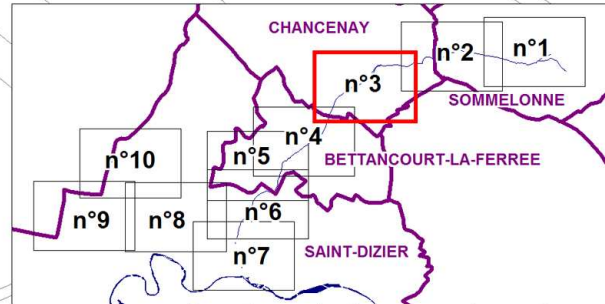 CHANCENAY
n°1
n°2
n°3
SOMMELONNE
n°4
n°5
BETTANCOURT-LA-FERREE
n°10
n°9
n°8
n°6
SAINT-DIZIER
n°7